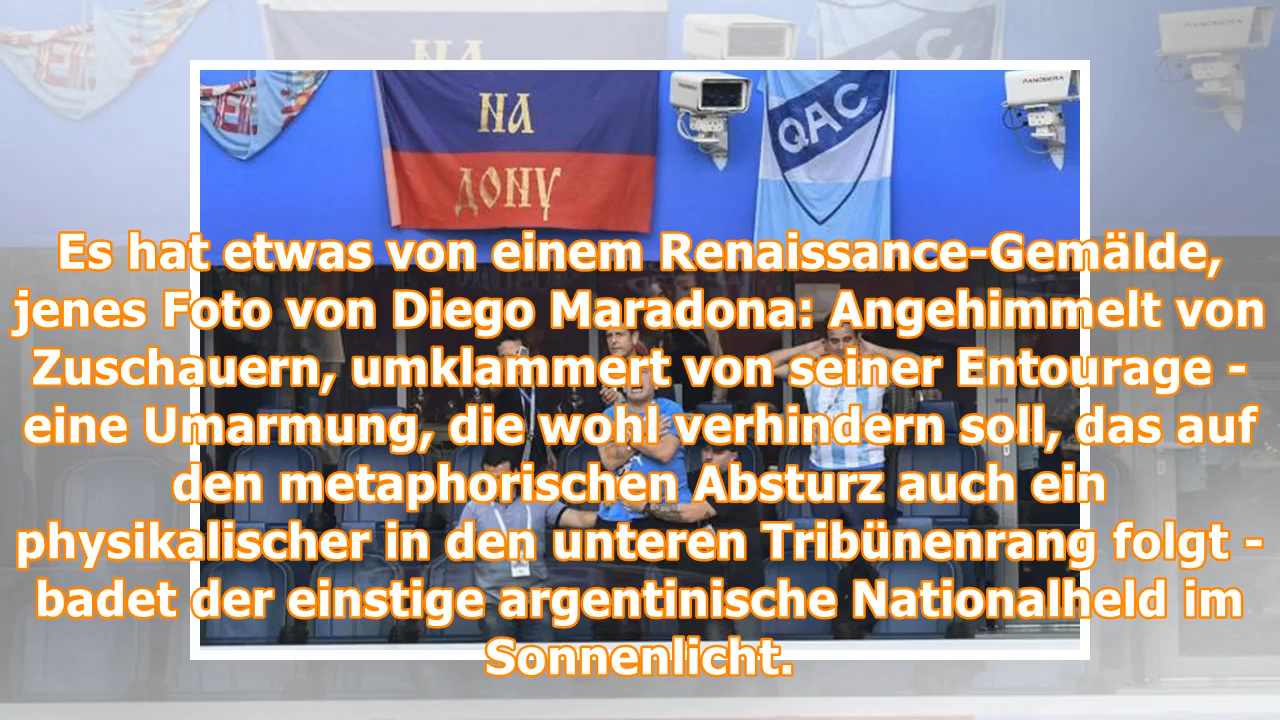 НА
ДОНУ
QAC
PANOMERA
Es hat etwas von einem Renaissance-Gemälde,
jenes Foto von Diego Maradona: Angehimmelt von
Zuschauern, umklammert von seiner Entourage -
eine Umarmung, die wohl verhindern soll, das auf
den metaphorischen Absturz auch ein
physikalischer in den unteren Tribünenrang folgt -
badet der einstige argentinische Nationalheld im
Sonnenlicht.